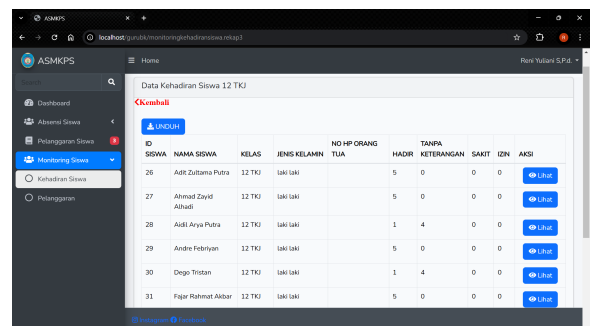 ASMKPS
localhost/gurubk/monitoringkehadiransiswa.rekap3
ASMKPS
Home
Reni Yuliani S,P.d.
Search
Dashboard
Absensi Siswa
Pelanggaran Siswa
Monitoring Siswa
Kehadiran Siswa
Pelanggaran
Data Kehadiran Siswa 12 TKJ
Kembali
UNDUH
ID SISWA NAMA SISWA KELAS JENIS KELAMIN NO HP ORANG TUA HADIR TANPA KETERANGAN SAKIT IZIN AKSI
26 Adit Zultama Putra 12 TKJ laki laki 5 0 0 0 Lihat
27 Ahmad Zayid Alhadi 12 TKJ laki laki 5 0 0 0 Lihat
28 Aidil Arya Putra 12 TKJ laki laki 1 4 0 0 Lihat
29 Andre Febriyan 12 TKJ laki laki 5 0 0 0 Lihat
30 Dego Tristan 12 TKJ laki laki 1 4 0 0 Lihat
31 Fajar Rahmat Akbar 12 TKJ laki laki 5 0 0 0 Lihat
Instagram Facebook